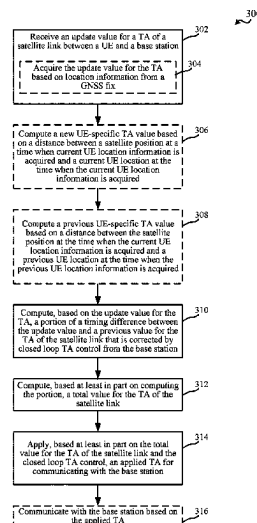 30
302
Receive an update value for a TA of a
satellite link between a UE and a base station
304
Acquire the update value for the TA
based on location information from a
GNSS fix
306
Compute a new UE-specific TA value based
on a distance between a satellite position at a
time when current UE location information is
acquired and a current UE location at the
time when the current UE location
information is acquired
308
Compute a previous UE-specific TA value
based on a distance between the satellite
position at the time when the current UE
location information is acquired and a
previous UE location at the time when the
previous UE location information is acquired
310
Compute, based on the update value for the
TA, a portion of a timing difference between
the update value and a previous value for the
TA of the satellite that is corrected by
closed loop TA control from the base station
312
Compute, based at least in part on computing
the portion, a total value for the TA of the
satellite link
314
Apply, based at least in part on the total
value for the TA of the satellite link and the
closed loop TA control, an applied TA for
communicating with the base station
316
Communicate with the base station based on
the applied TA